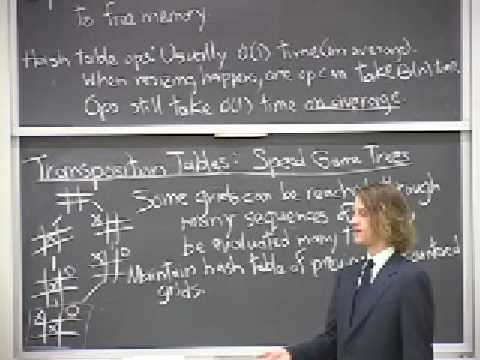 to free memory.
Hash table ops: Usually O(1) time (on average).
When resizing happens, one op can take Θ(n) time.
Ops still take O(1) time on average.
Transposition Tables: Speed Game Trees
Some grids can be reached through
many sequences
be evaluated many
Maintain hash table of
grids.